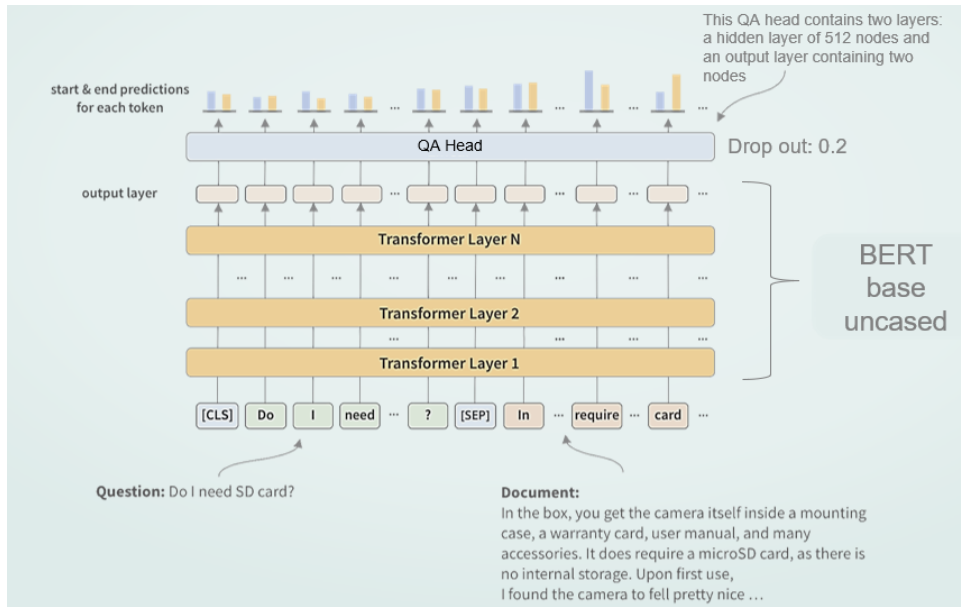 This QA head contains two layers:
a hidden layer of 512 nodes and
an output layer containing two
nodes
start & end predictions
for each token
... ... ... ...
QA Head
Drop out: 0.2
output layer
... ... ... ...
Transformer Layer N
... ... ... ... ... ... ...
BERT
base
uncased
Transformer Layer 2
... ... ...
Transformer Layer 1
[CLS] Do I need ... ? [SEP] In ... require ... card ...
Question: Do I need SD card?
Document:
In the box, you get the camera itself inside a mounting
case, a warranty card, user manual, and many
accessories. It does require a microSD card, as there is
no internal storage. Upon first use,
I found the camera to fell pretty nice ...